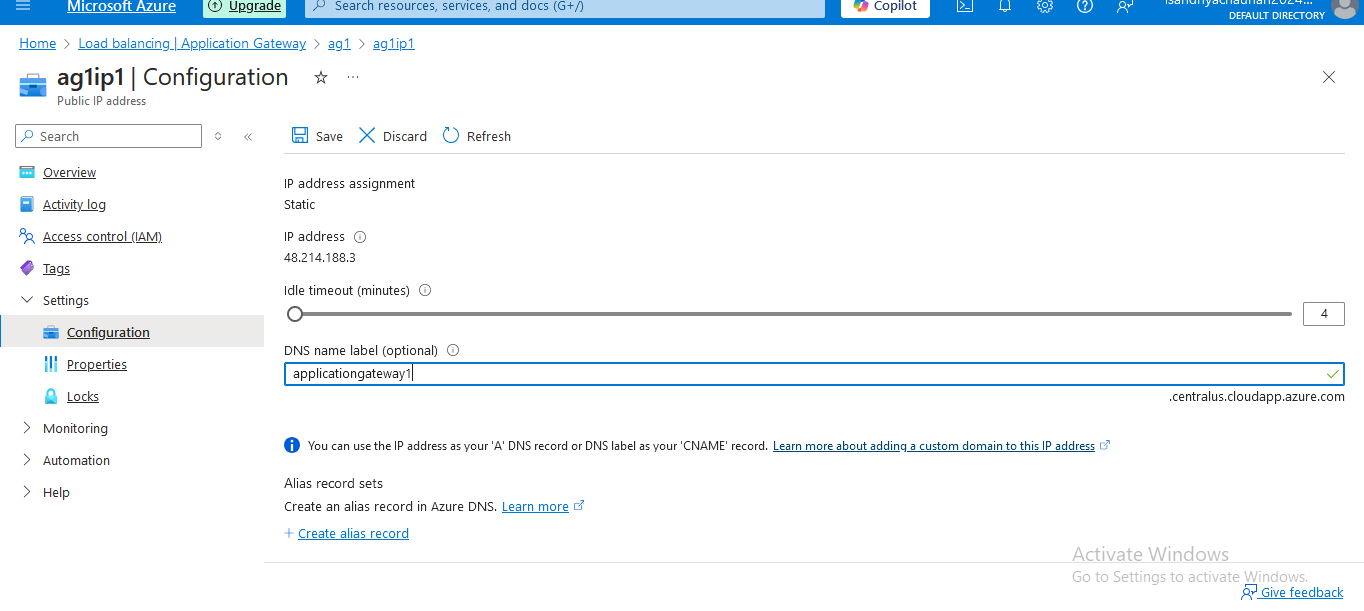 Microsoft Azure
Upgrade
Search resources, services, and docs (G+/)
Copilot
DEFAULT DIRECTORY
Home > Load balancing | Application Gateway > ag1 > ag1ip1
ag1ip1 | Configuration
Public IP address
Search
Save
Discard
Refresh
Overview
Activity log
Access control (IAM)
Tags
Settings
Configuration
Properties
Locks
Monitoring
Automation
Help
IP address assignment
Static
IP address
48.214.188.3
Idle timeout (minutes)
4
DNS name label (optional)
applicationgateway1
.centralus.cloudapp.azure.com
You can use the IP address as your 'A' DNS record or DNS label as your 'CNAME' record. Learn more about adding a custom domain to this IP address
Alias record sets
Create an alias record in Azure DNS. Learn more
+ Create alias record
Activate Windows
Go to Settings to activate Windows.
Give feedback